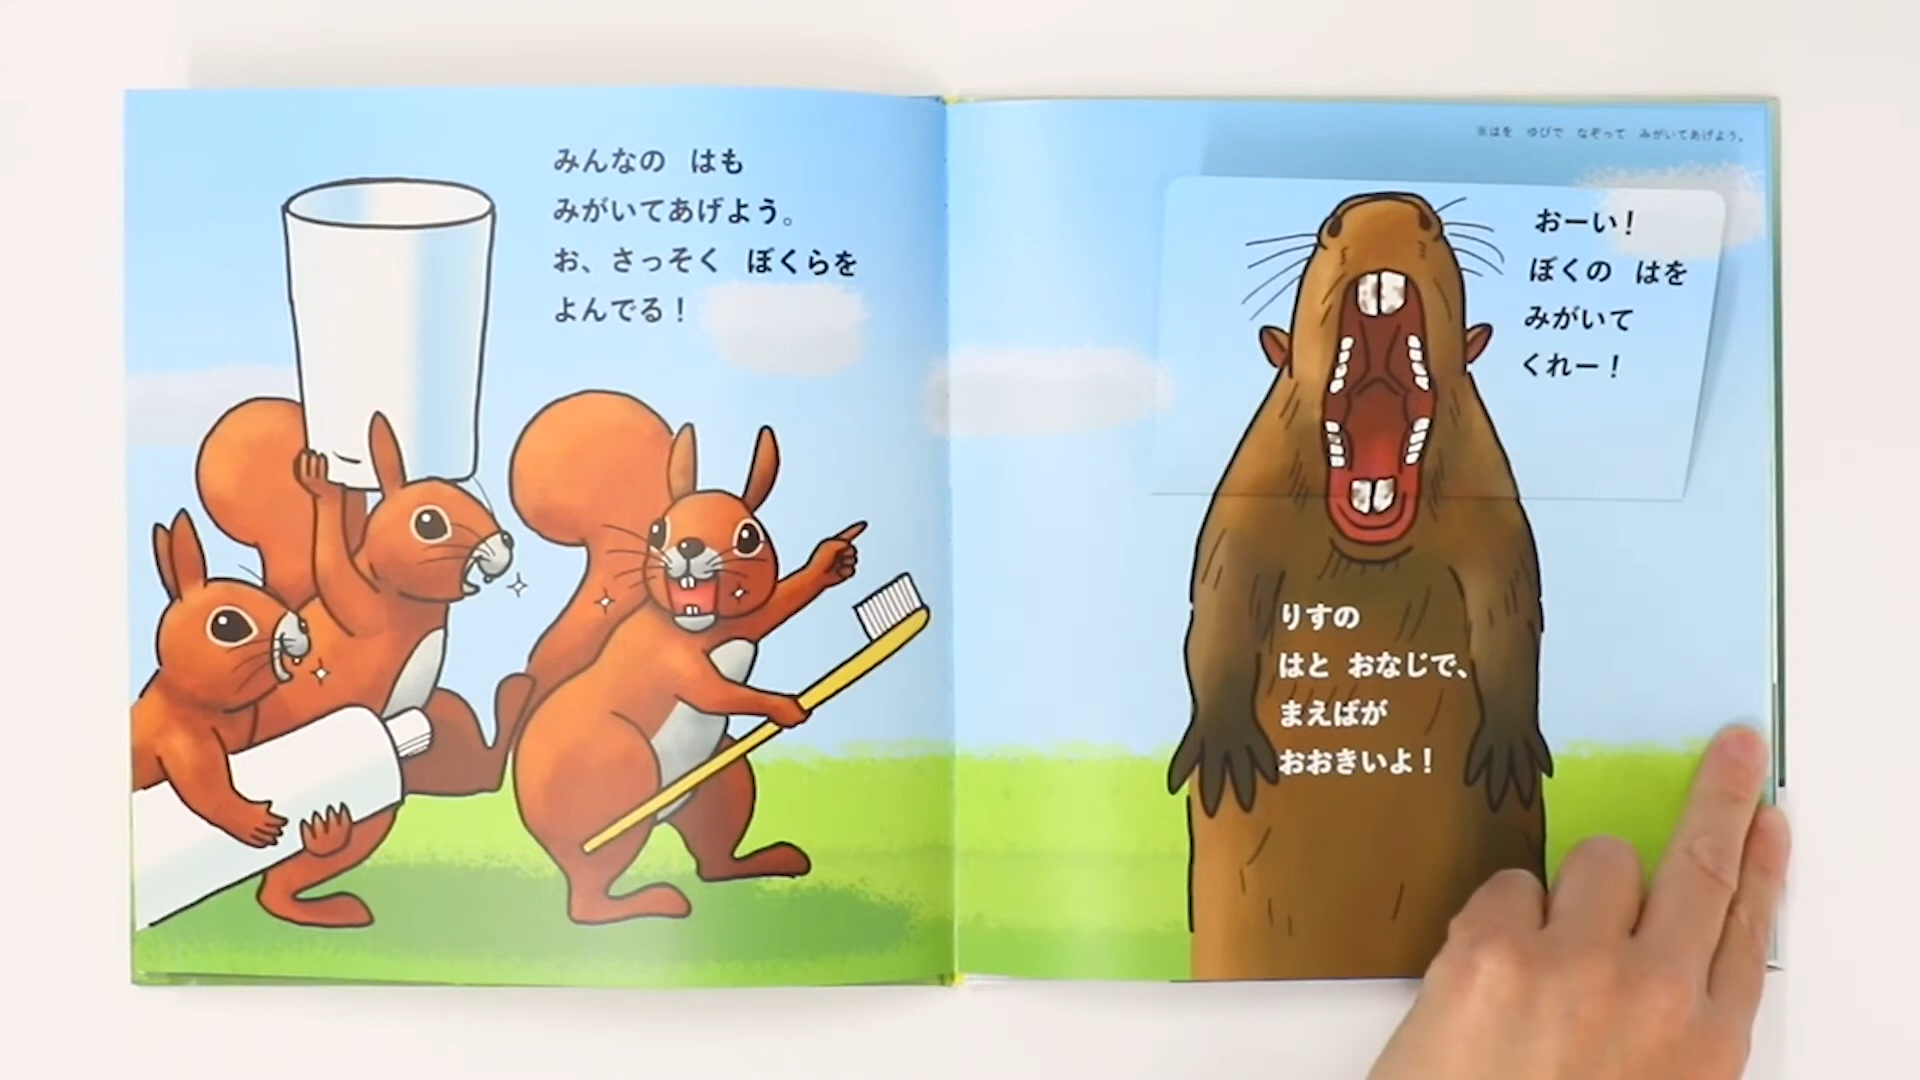 みんなの はも
みがいてあげよう。
お、さっそく ぼくらを
よんでる！
※はを ゆびで なぞって みがいてあげよう。
おーい！
ぼくの はを
みがいて
くれー！
りすの
はと おなじで、
まえばが
おおきいよ！